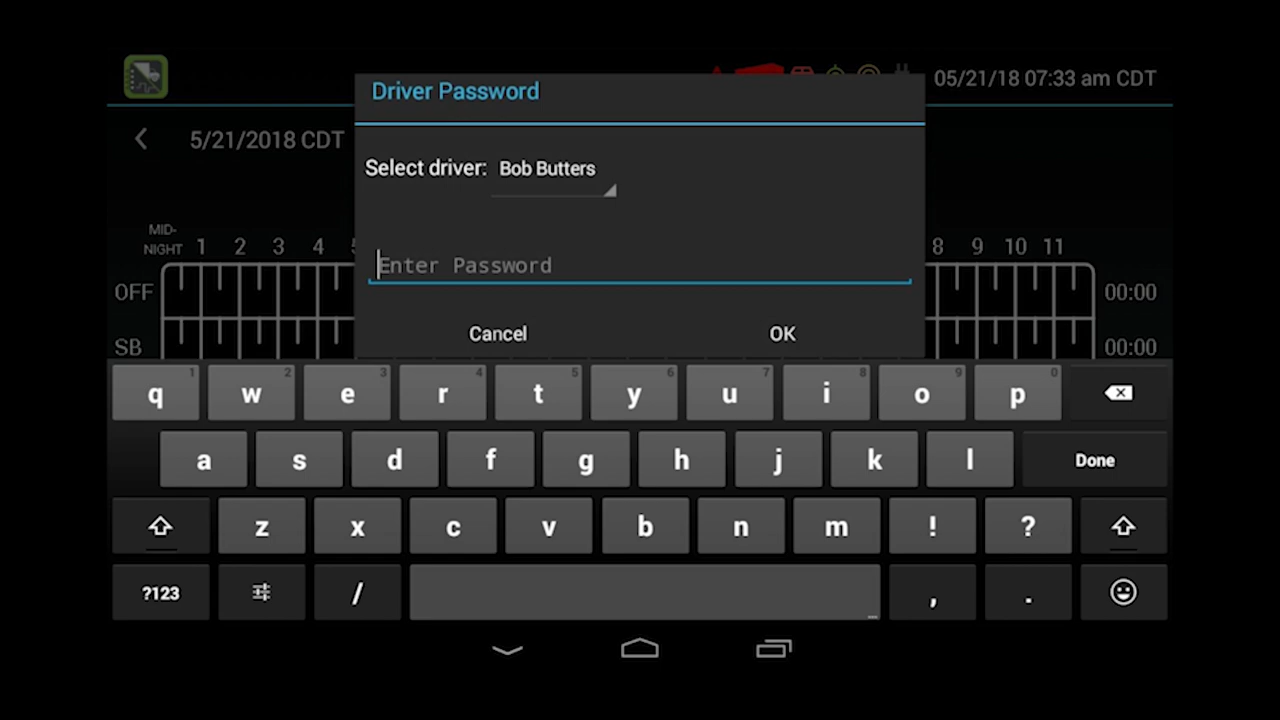 Driver Password
05/21/18 07:33 am CDT
5/21/2018 CDT
Select driver: Bob Butters
MID-
NIGHT 1 2 3 4 8 9 10 11
Enter Password
OFF 00:00
Cancel OK
SB 00:00
q 1 w 2 e 3 r 4 t 5 y 6 u 7 i 8 o 9 p 0
a s d f g h j k l Done
z x c v b n m ! ?
?123 / , .